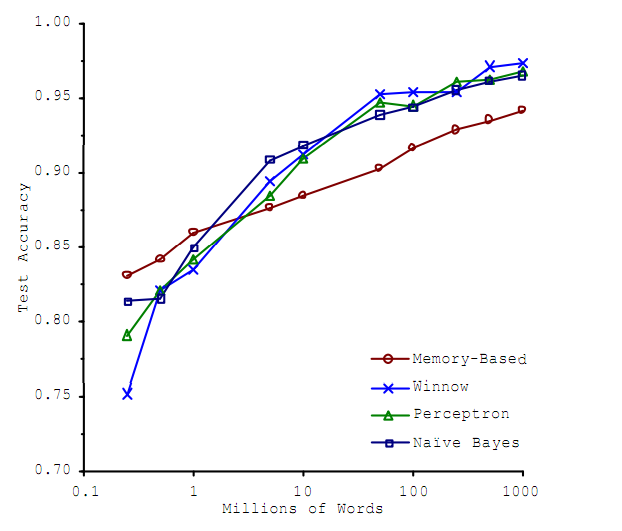 1.00
0.95
0.90
0.85
0.80
0.75
0.70
Test Accuracy
Memory-Based
Winnow
Perceptron
Naïve Bayes
0.1 1 10 100 1000
Millions of Words